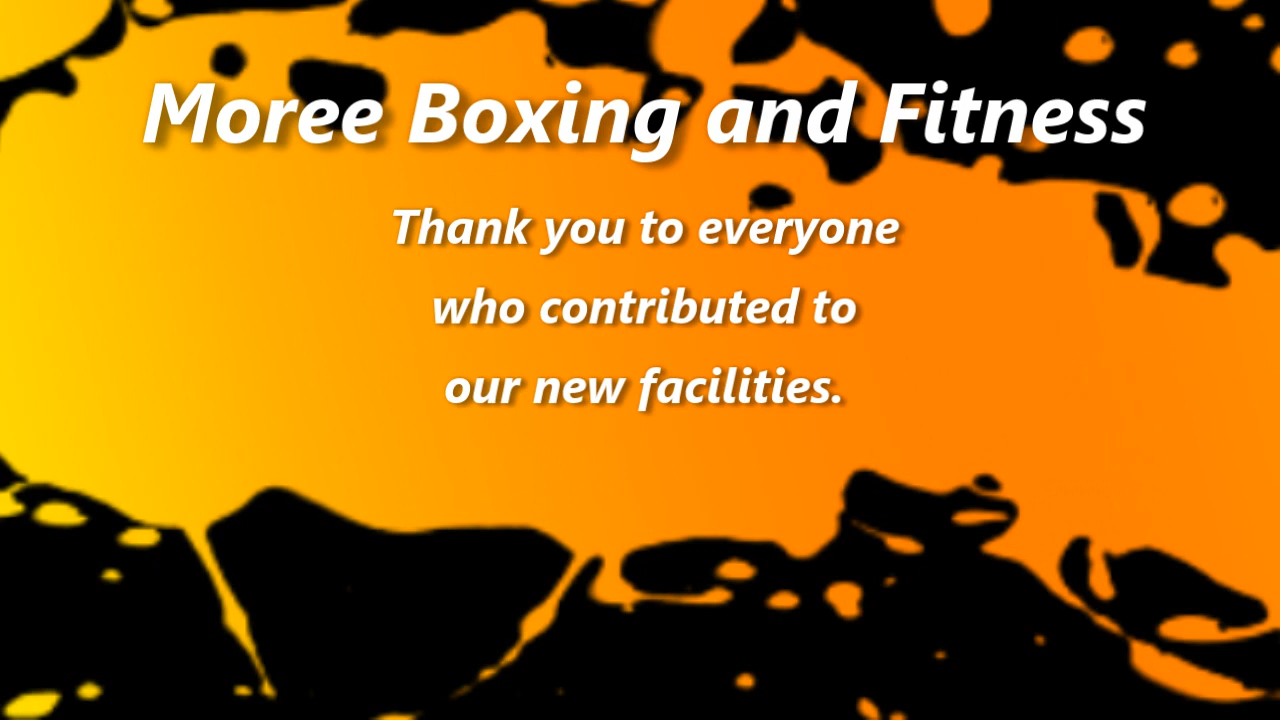 Moree Boxing and Fitness
Thank you to everyone
who contributed to
our new facilities.